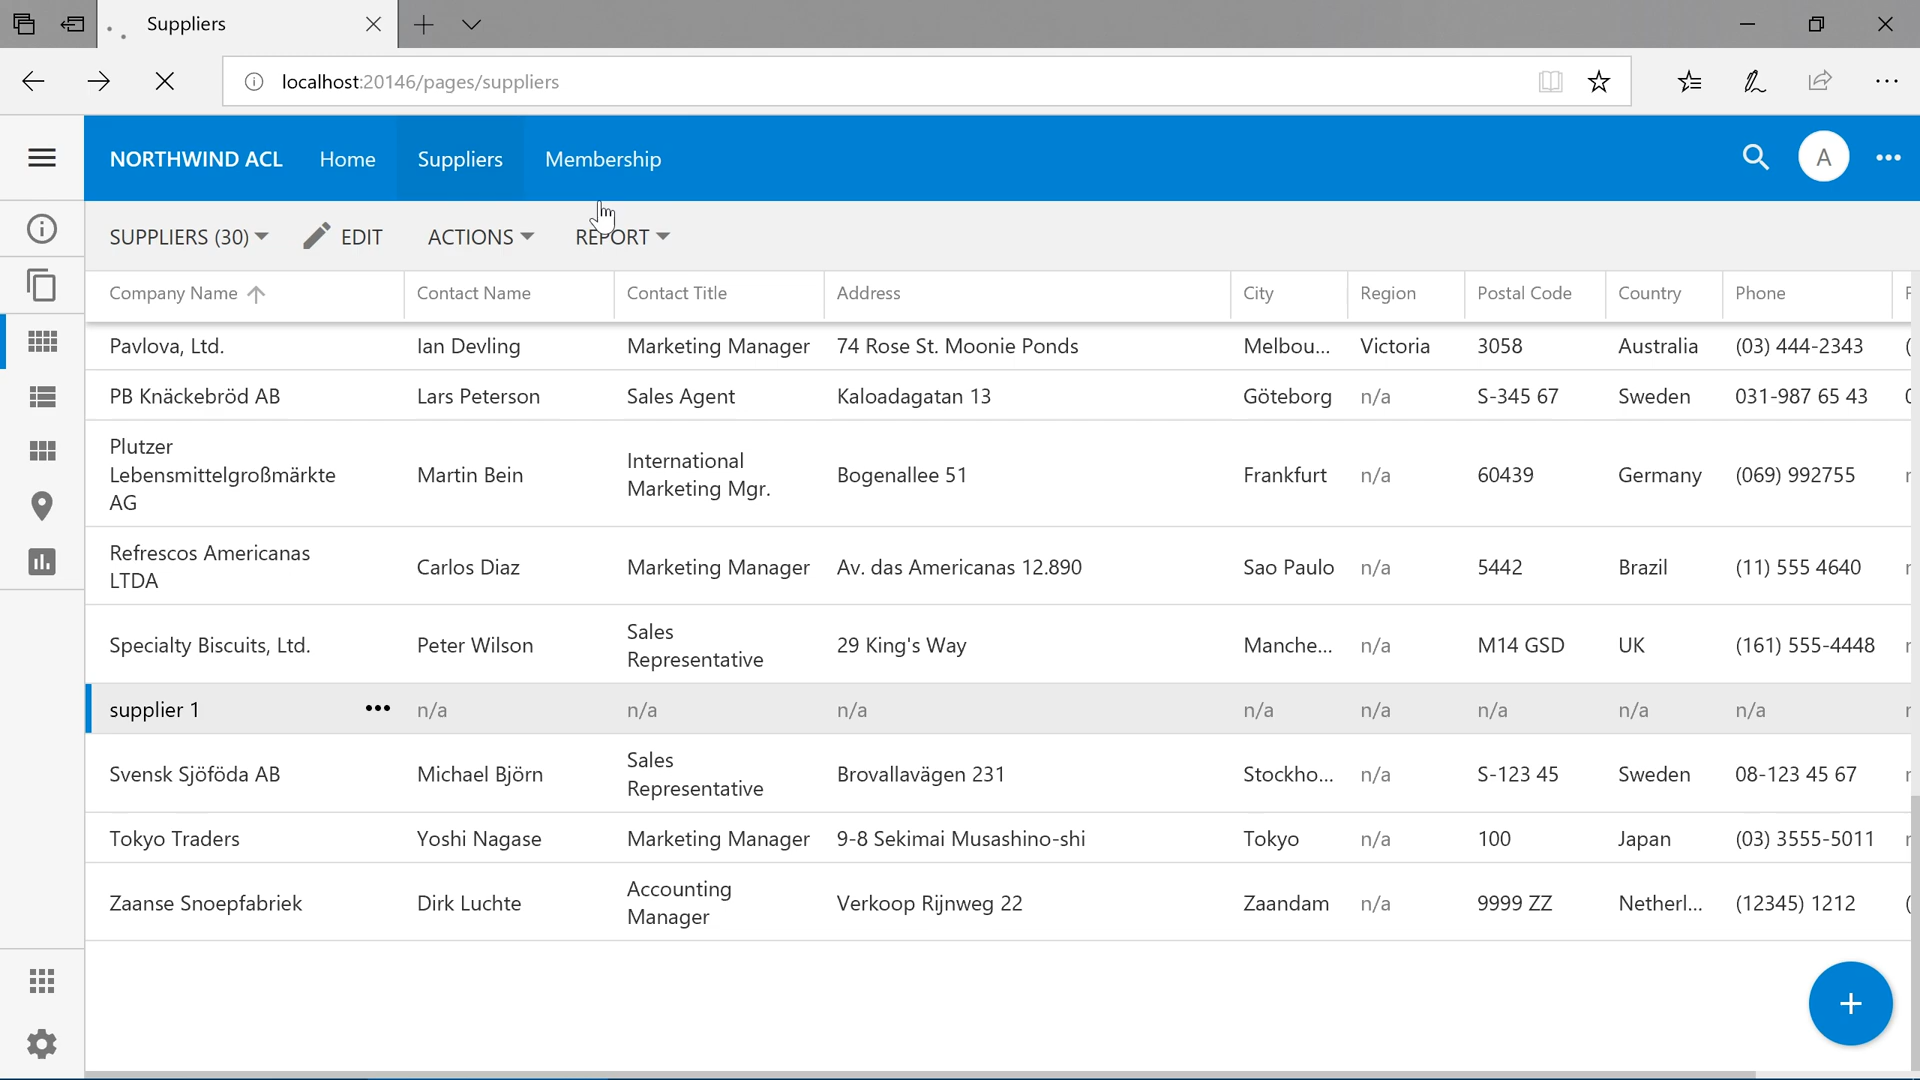 Suppliers
localhost:20146/pages/suppliers
NORTHWIND ACL Home Suppliers Membership A
SUPPLIERS (30) EDIT ACTIONS REPORT
Company Name Contact Name Contact Title Address City Region Postal Code Country Phone
Pavlova, Ltd. Ian Devling Marketing Manager 74 Rose St. Moonie Ponds Melbou... Victoria 3058 Australia (03) 444-2343
PB Knäckebröd AB Lars Peterson Sales Agent Kaloadagatan 13 Göteborg n/a S-345 67 Sweden 031-987 65 43
Plutzer
Lebensmittelgroßmärkte
AG
Martin Bein
International
Marketing Mgr.
Bogenallee 51 Frankfurt n/a 60439 Germany (069) 992755
Refrescos Americanas
LTDA
Carlos Diaz Marketing Manager Av. das Americanas 12.890 Sao Paulo n/a 5442 Brazil (11) 555 4640
Specialty Biscuits, Ltd. Peter Wilson
Sales
Representative
29 King's Way Manche... n/a M14 GSD UK (161) 555-4448
supplier 1 ••• n/a n/a n/a n/a n/a n/a n/a n/a
Svensk Sjöföda AB Michael Björn
Sales
Representative
Brovallavägen 231 Stockho... n/a S-123 45 Sweden 08-123 45 67
Tokyo Traders Yoshi Nagase Marketing Manager 9-8 Sekimai Musashino-shi Tokyo n/a 100 Japan (03) 3555-5011
Zaanse Snoepfabriek Dirk Luchte
Accounting
Manager
Verkoop Rijnweg 22 Zaandam n/a 9999 ZZ Netherl... (12345) 1212